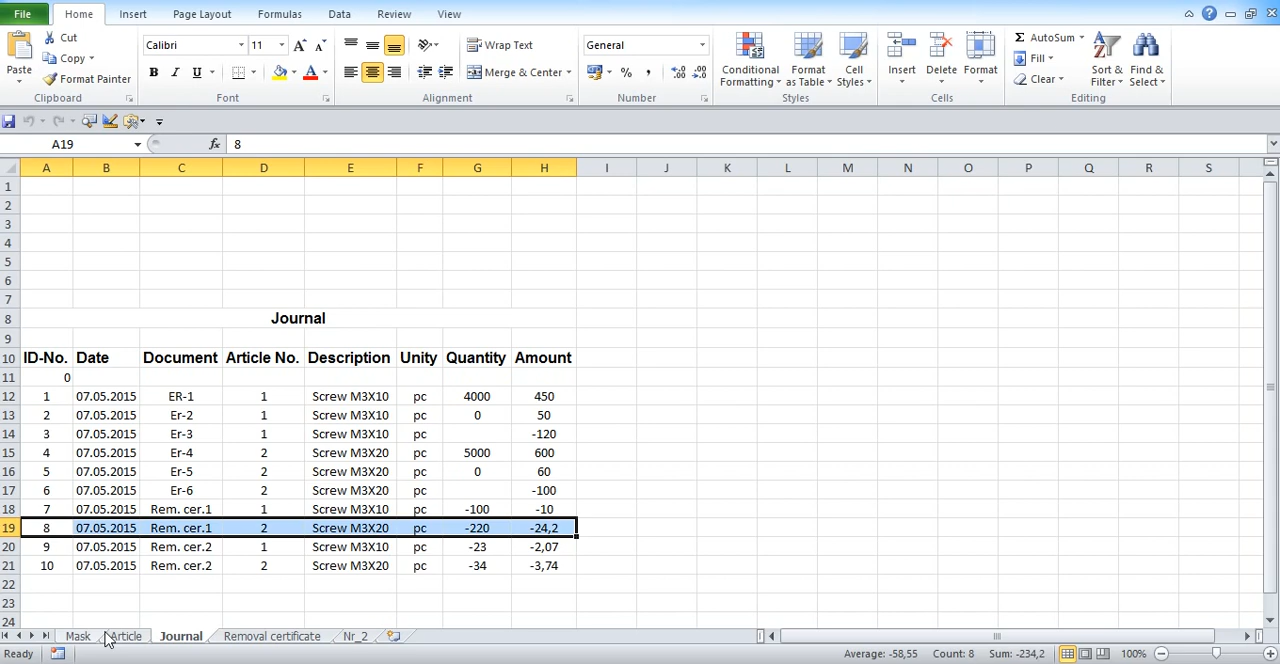 File Home Insert Page Layout Formulas Data Review View
Cut Calibri 11 Wrap Text General AutoSum
Copy Fill
Paste Format Painter B I U Merge & Center % Conditional Formatting Format as Table Cell Styles Insert Delete Format Clear Sort & Filter Find & Select
Clipboard Font Alignment Number Styles Cells Editing
A19 fx 8
A B C D E F G H I J K L M N O P Q R S
1
2
3
4
5
6
7
8 Journal
9
10 ID-No. Date Document Article No. Description Unity Quantity Amount
11 0
12 1 07.05.2015 ER-1 1 Screw M3X10 pc 4000 450
13 2 07.05.2015 Er-2 1 Screw M3X10 pc 0 50
14 3 07.05.2015 Er-3 1 Screw M3X10 pc -120
15 4 07.05.2015 Er-4 2 Screw M3X20 pc 5000 600
16 5 07.05.2015 Er-5 2 Screw M3X20 pc 0 60
17 6 07.05.2015 Er-6 2 Screw M3X20 pc -100
18 7 07.05.2015 Rem. cer.1 1 Screw M3X10 pc -100 -10
19 8 07.05.2015 Rem. cer.1 2 Screw M3X20 pc -220 -24,2
20 9 07.05.2015 Rem. cer.2 1 Screw M3X10 pc -23 -2,07
21 10 07.05.2015 Rem. cer.2 2 Screw M3X20 pc -34 -3,74
22
23
24
Mask Article Journal Removal certificate Nr_2
Ready Average: -58,55 Count: 8 Sum: -234,2 100%